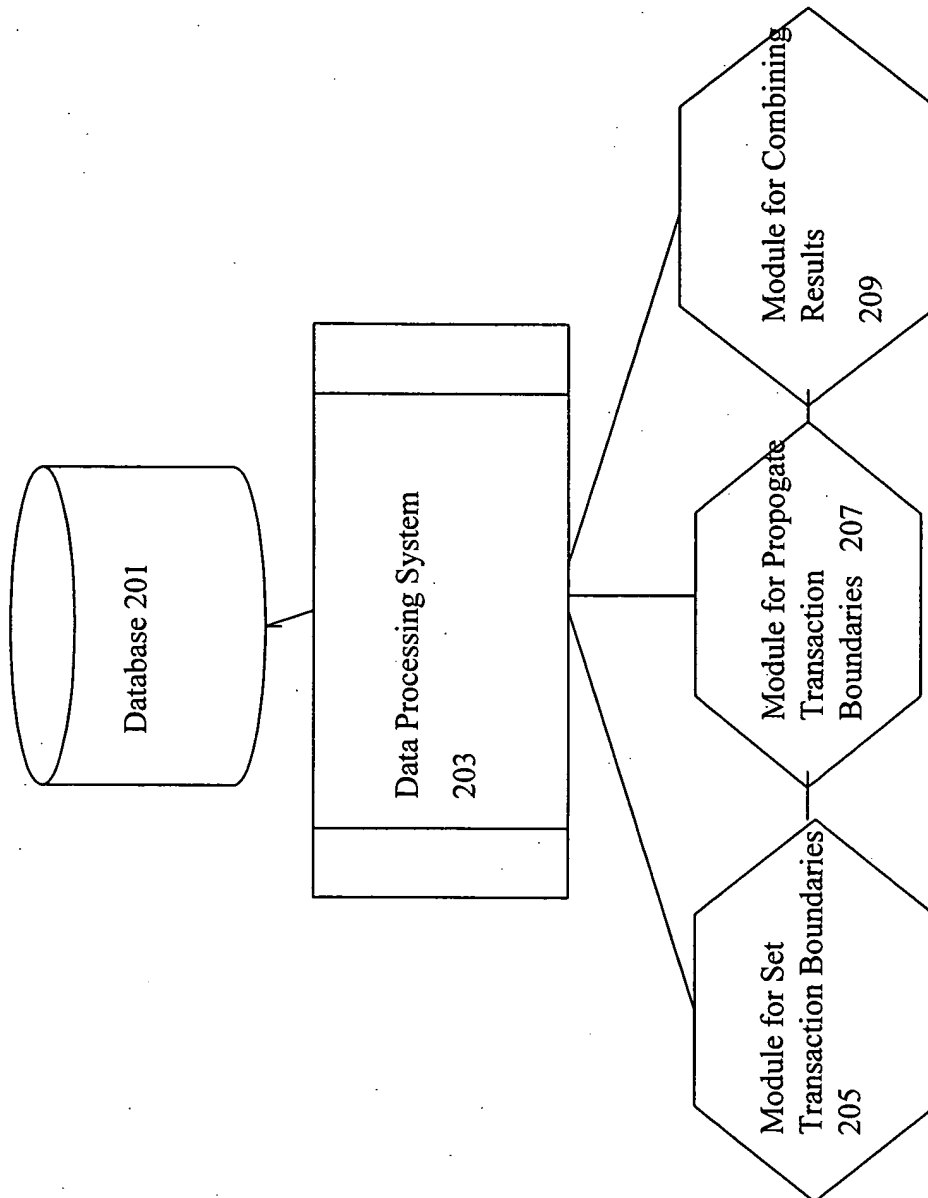 Database 201
Data Processing System
203
Module for Set
Transaction Boundaries
205
Module for Propogate
Transaction
Boundaries 207
Module for Combining
Results
209